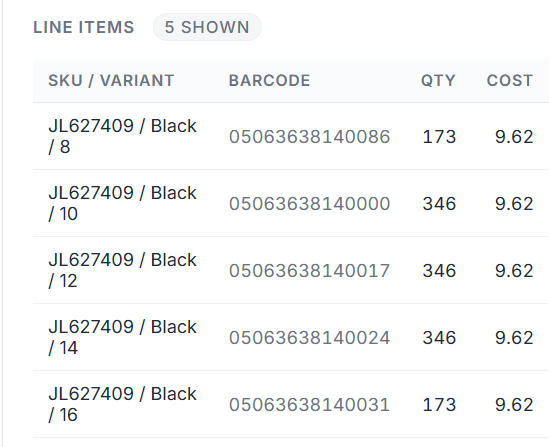 LINE ITEMS 5 SHOWN
SKU / VARIANT BARCODE QTY COST
JL627409 / Black
/ 8 05063638140086 173 9.62
JL627409 / Black
/ 10 05063638140000 346 9.62
JL627409 / Black
/ 12 05063638140017 346 9.62
JL627409 / Black
/ 14 05063638140024 346 9.62
JL627409 / Black
/ 16 05063638140031 173 9.62